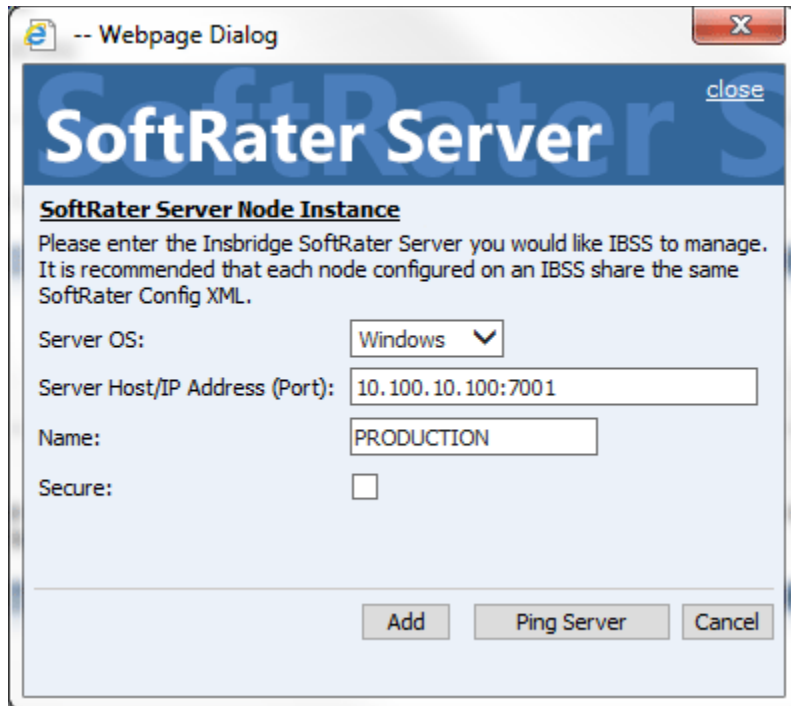 -- Webpage Dialog
close
SoftRater Server
SoftRater Server Node Instance
Please enter the Insbridge SoftRater Server you would like IBSS to manage.
It is recommended that each node configured on an IBSS share the same
SoftRater Config XML.
Server OS: Windows
Server Host/IP Address (Port): 10.100.10.100:7001
Name: PRODUCTION
Secure:
Add Ping Server Cancel